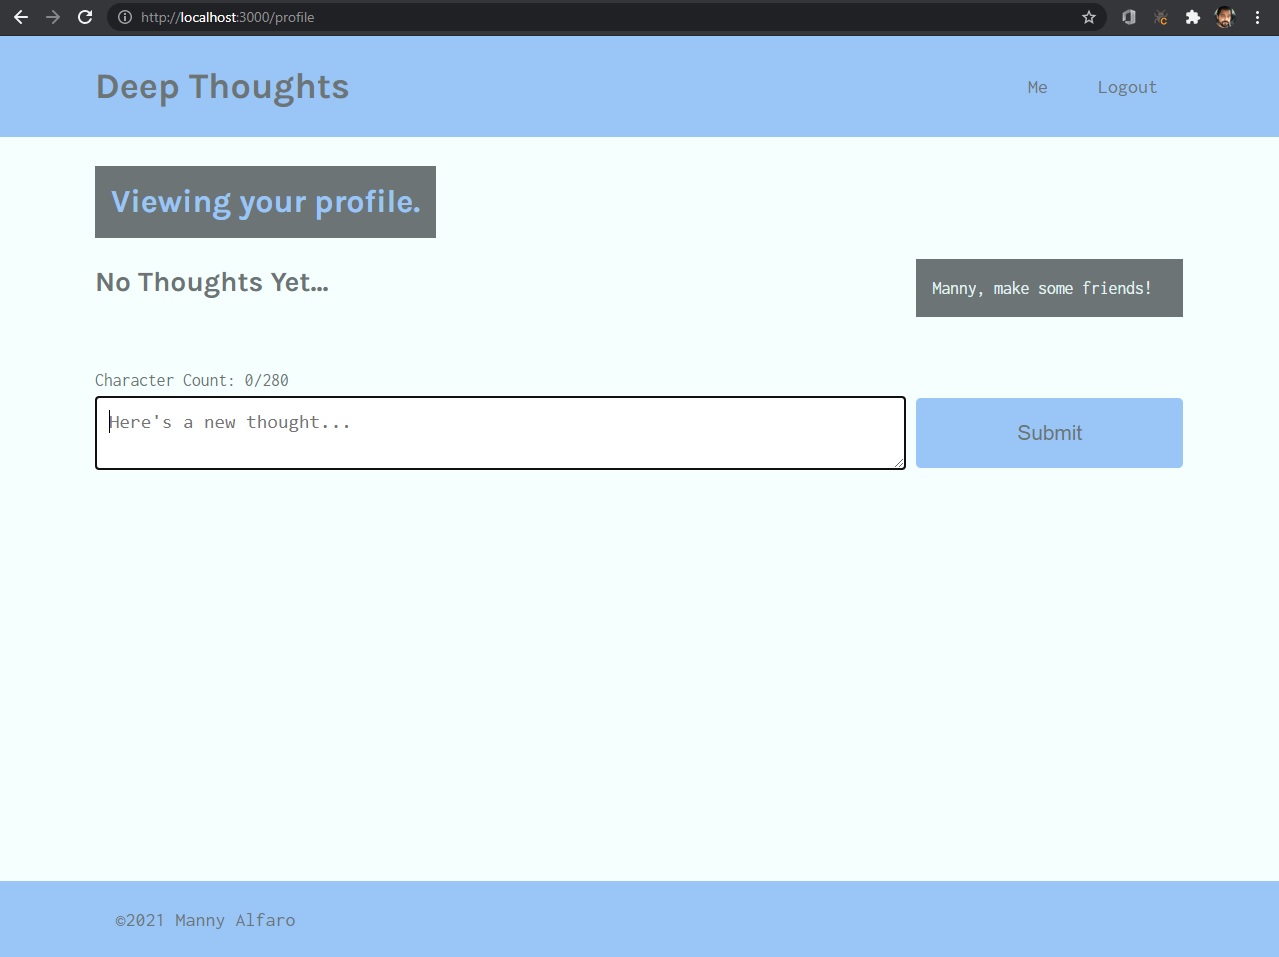 http://localhost:3000/profile
Deep Thoughts
Me
Logout
Viewing your profile.
No Thoughts Yet...
Manny, make some friends!
Character Count: 0/280
Here's a new thought...
Submit
©2021 Manny Alfaro